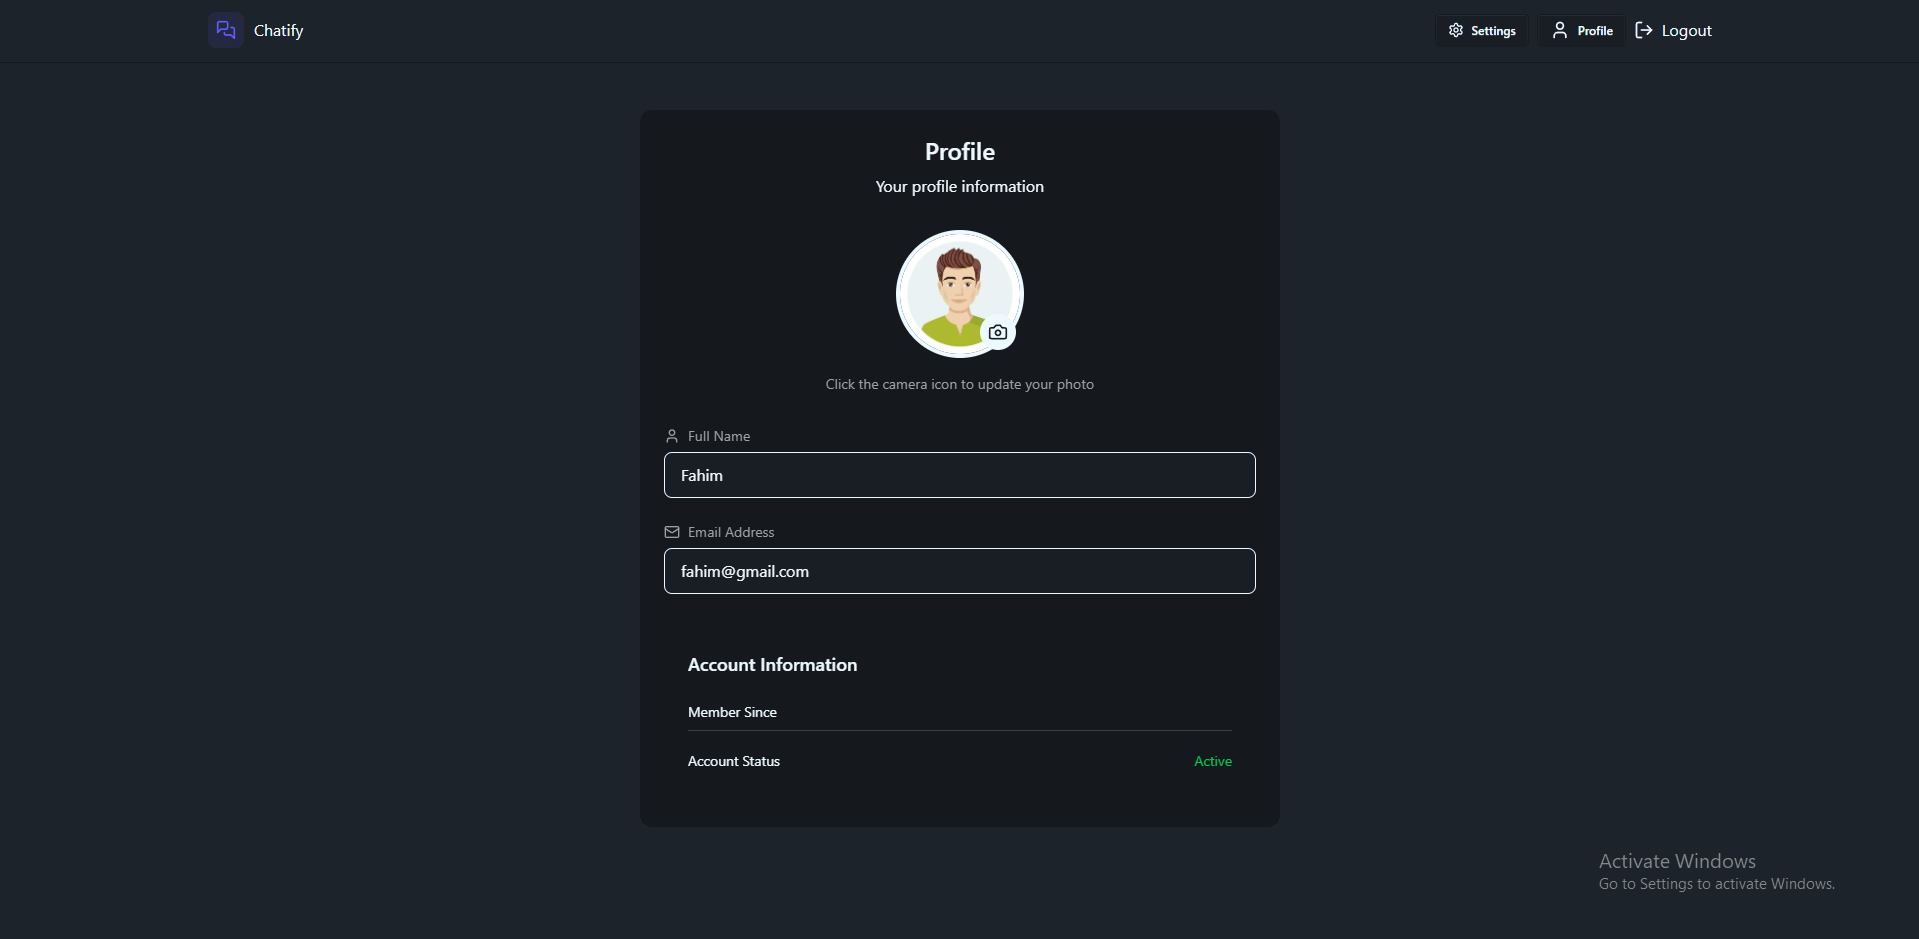 Chatify
Settings Profile Logout
Profile
Your profile information
Click the camera icon to update your photo
Full Name
Fahim
Email Address
fahim@gmail.com
Account Information
Member Since
Account Status Active
Activate Windows
Go to Settings to activate Windows.